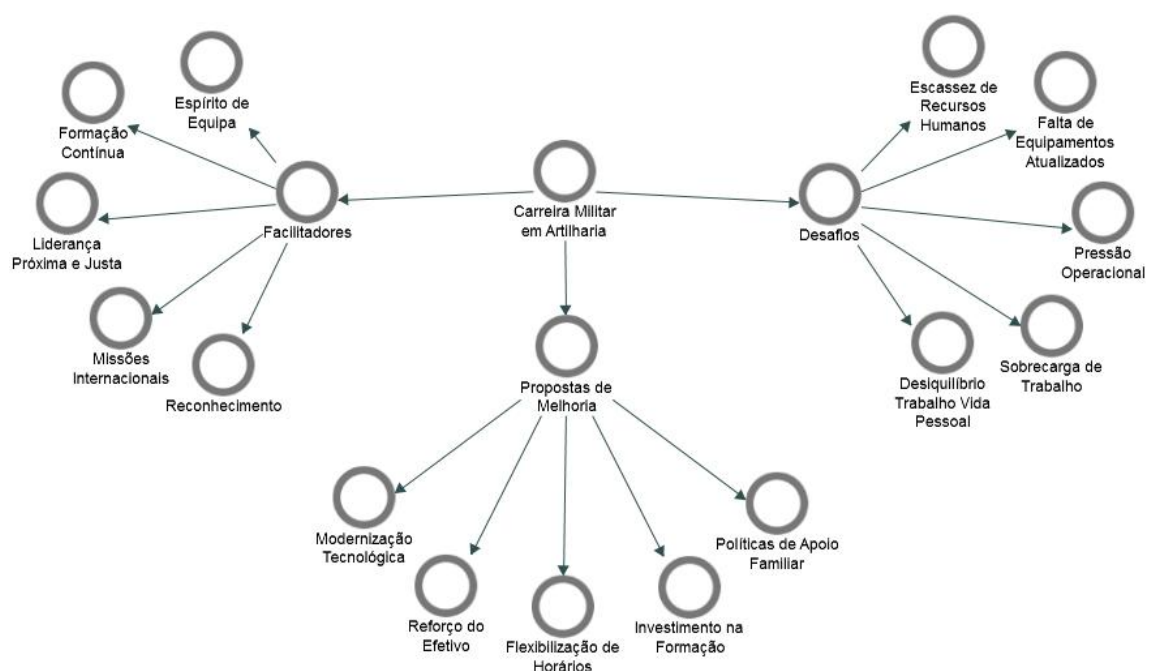 Espírito de
Equipa
Formação
Contínua
Liderança
Próxima e Justa
Missões
Internacionais
Reconhecimento
Facilitadores
Carreira Militar
em Artilharia
Desafios
Escassez de
Recursos
Humanos
Falta de
Equipamentos
Atualizados
Pressão
Operacional
Sobrecarga de
Trabalho
Desiquilíbrio
Trabalho Vida
Pessoal
Propostas de
Melhoria
Modernização
Tecnológica
Reforço do
Efetivo
Flexibilização de
Horários
Investimento na
Formação
Políticas de Apoio
Familiar